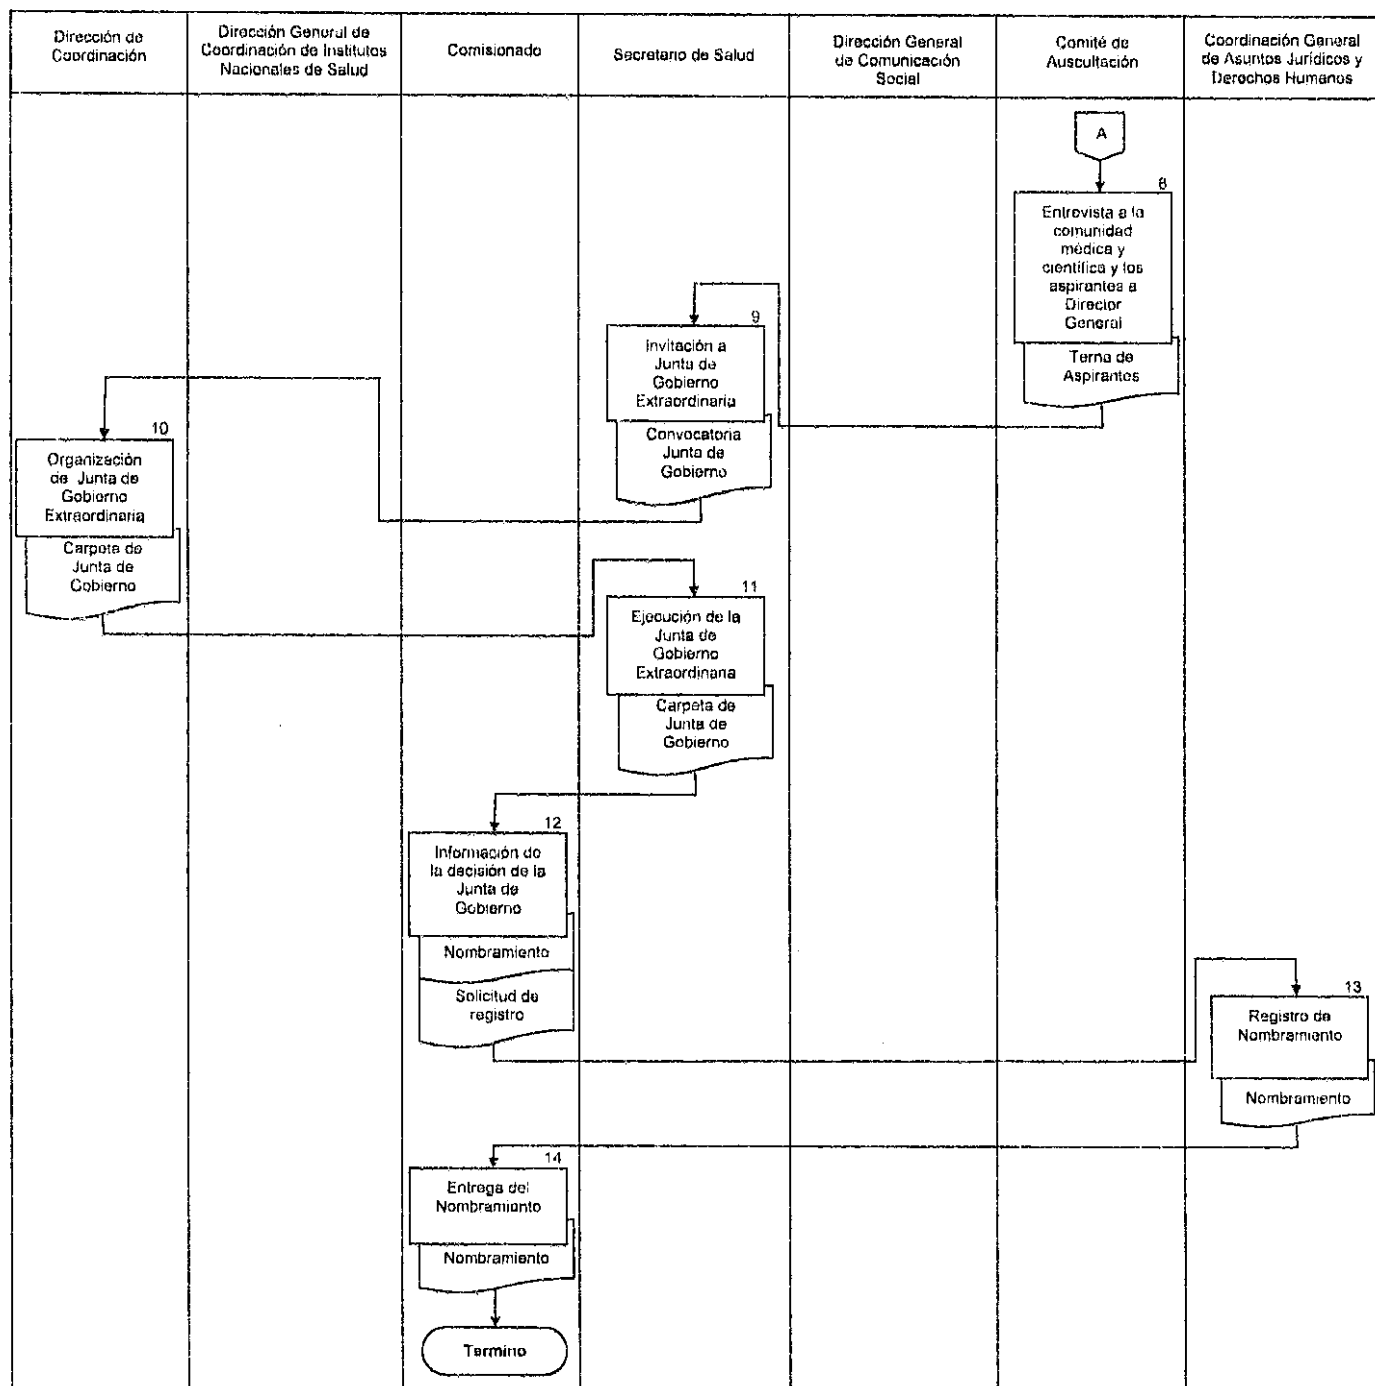 Dirección de
Coordinación
Dirección General de
Coordinación de Institutos
Nacionales de Salud
Comisionado
Secretario de Salud
Dirección General
de Comunicación
Social
Comité de
Auscultación
Coordinación General
de Asuntos Jurídicos y
Derechos Humanos
A
8
Entrevista a la
comunidad
médica y
científica y los
aspirantes a
Director
General
Terna de
Aspirantes
9
Invitación a
Junta de
Gobierno
Extraordinaria
Convocatoria
Junta de
Gobierno
10
Organización
de Junta de
Gobierno
Extraordinaria
Carpeta de
Junta de
Gobierno
11
Ejecución de la
Junta de
Gobierno
Extraordinaria
Carpeta de
Junta de
Gobierno
12
Información de
la decisión de la
Junta de
Gobierno
Nombramiento
Solicitud de
registro
13
Registro de
Nombramiento
Nombramiento
14
Entrega del
Nombramiento
Nombramiento
Termino